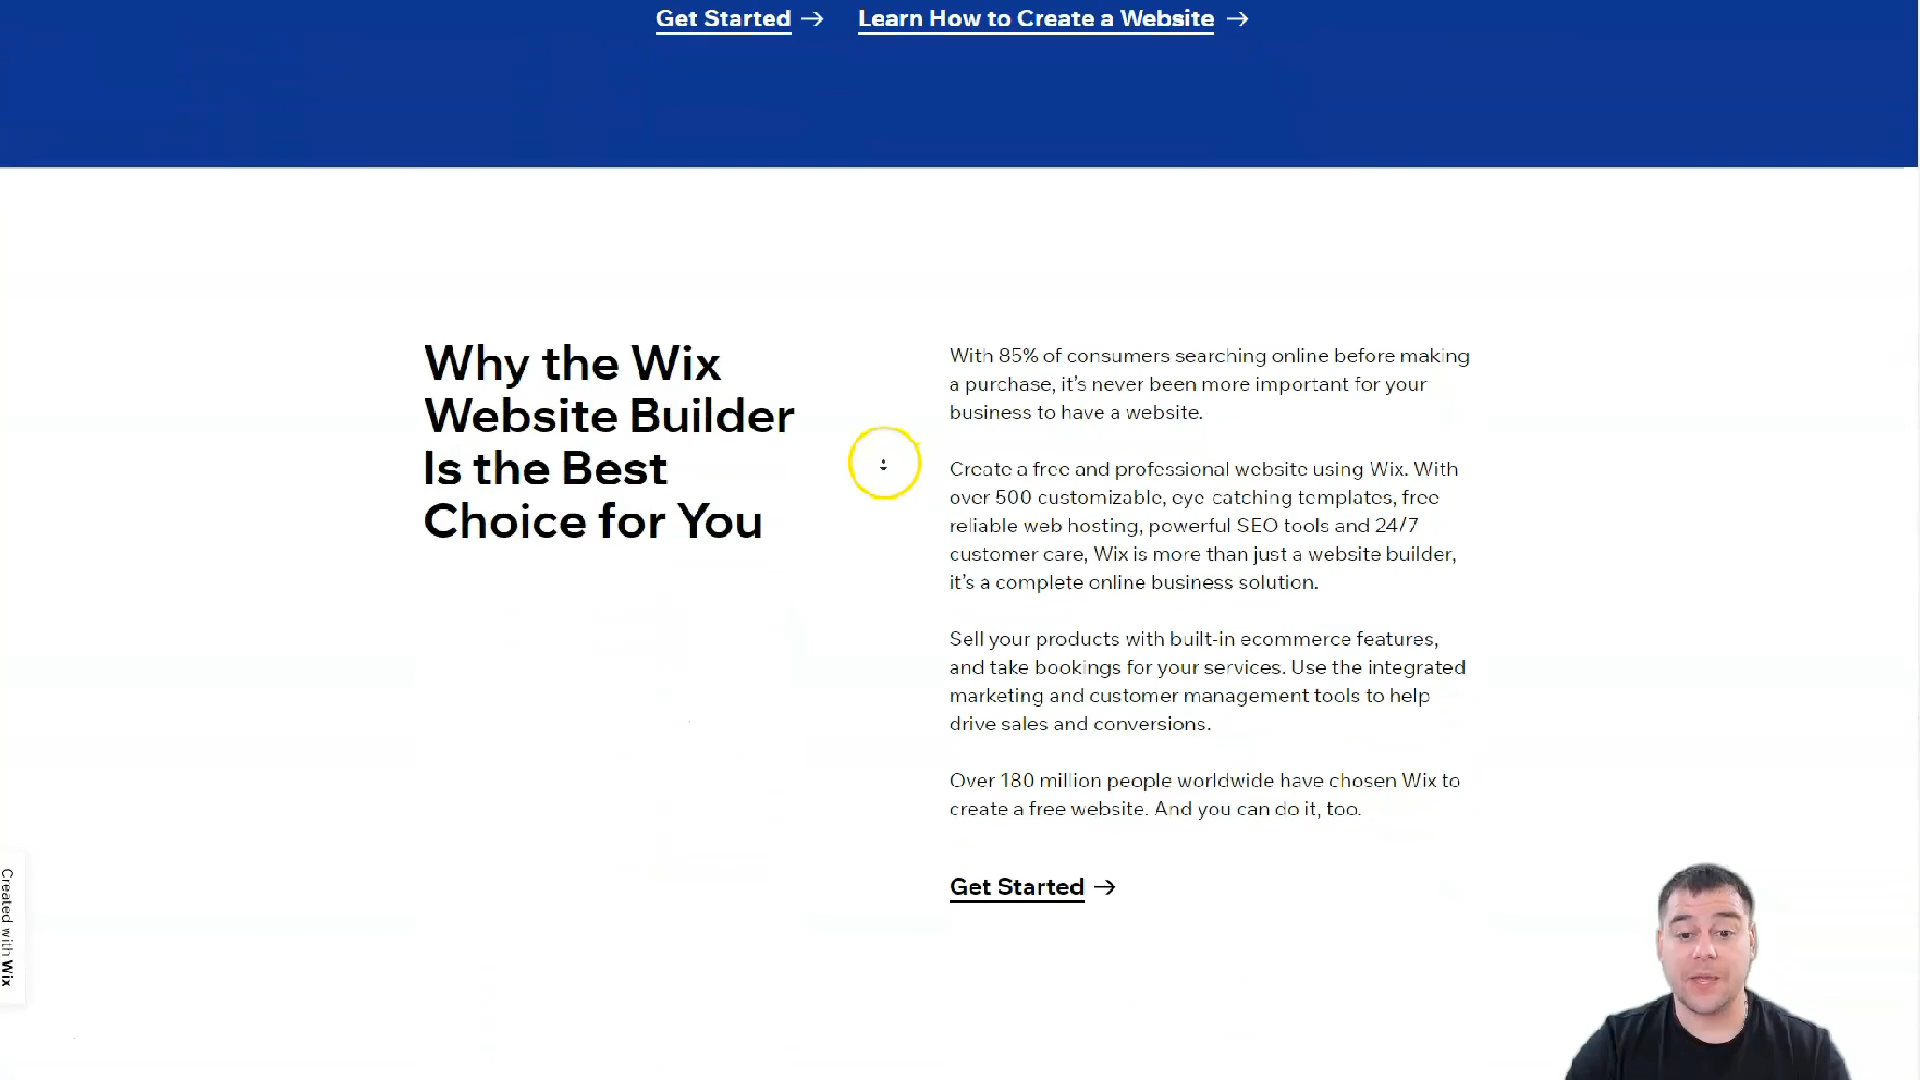 Get Started → Learn How to Create a Website →
Why the Wix
Website Builder
Is the Best
Choice for You
With 85% of consumers searching online before making
a purchase, it’s never been more important for your
business to have a website.
Create a free and professional website using Wix. With
over 500 customizable, eye-catching templates, free
reliable web hosting, powerful SEO tools and 24/7
customer care, Wix is more than just a website builder,
it’s a complete online business solution.
Sell your products with built-in ecommerce features,
and take bookings for your services. Use the integrated
marketing and customer management tools to help
drive sales and conversions.
Over 180 million people worldwide have chosen Wix to
create a free website. And you can do it, too.
Get Started →
Created with Wix